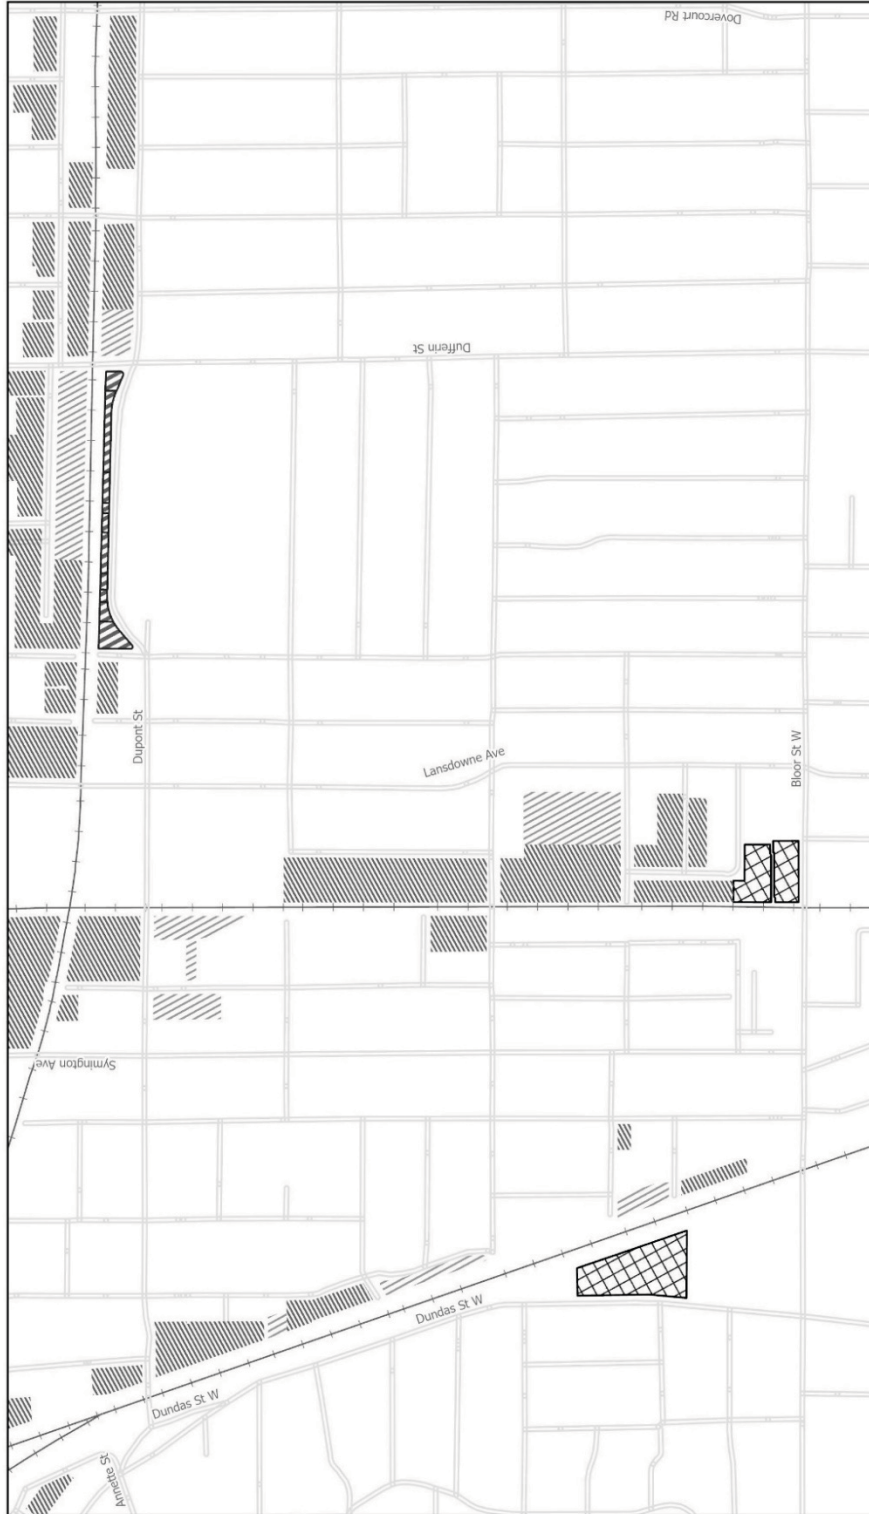 Dovercourt Rd
Dufferin St
Dupont St
Lansdowne Ave
Bloor St W
Symington Ave
Dundas St W
Dundas St W
Annette St